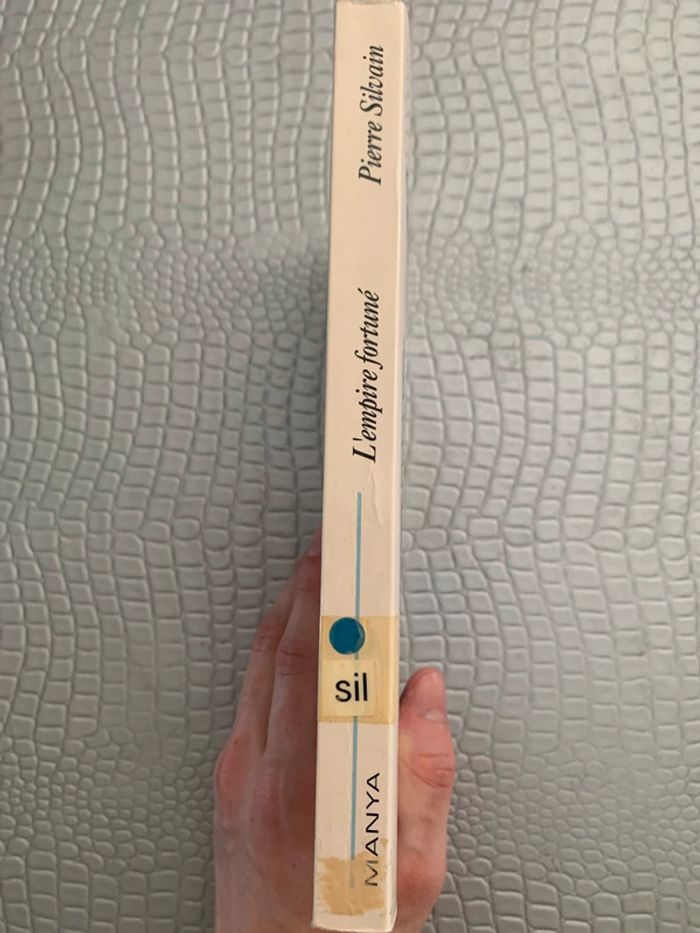 Pierre Silvain
L'empire fortuné
sil
MANYA